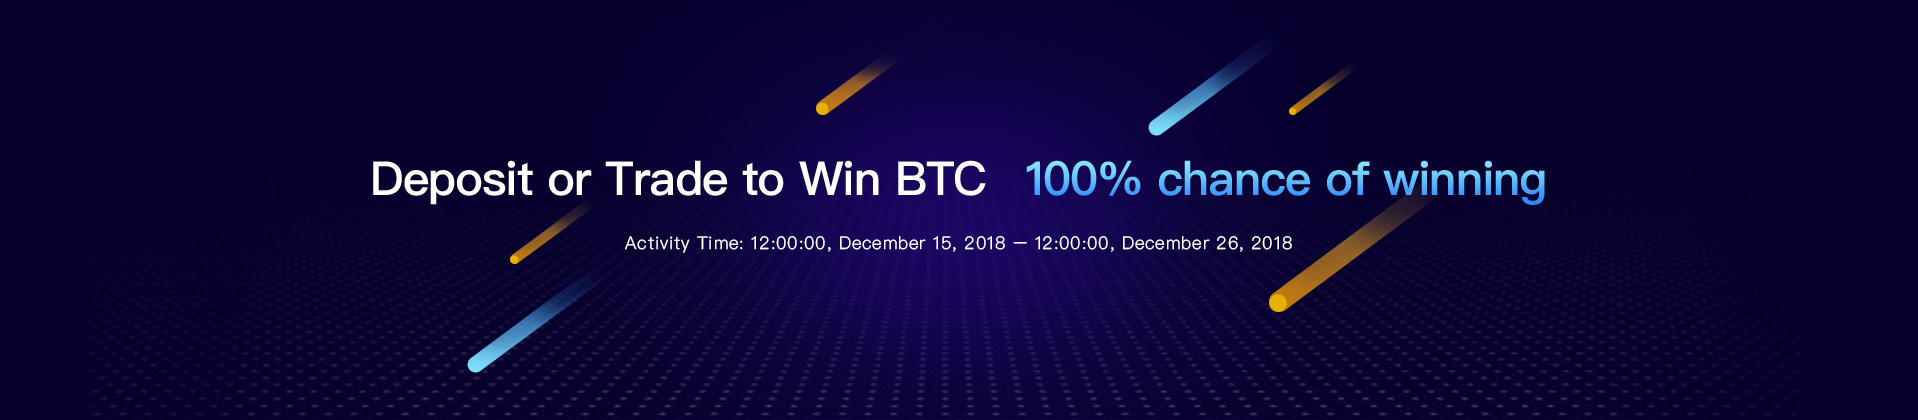 Deposit or Trade to Win BTC 100% chance of winning
Activity Time: 12:00:00, December 15, 2018 — 12:00:00, December 26, 2018